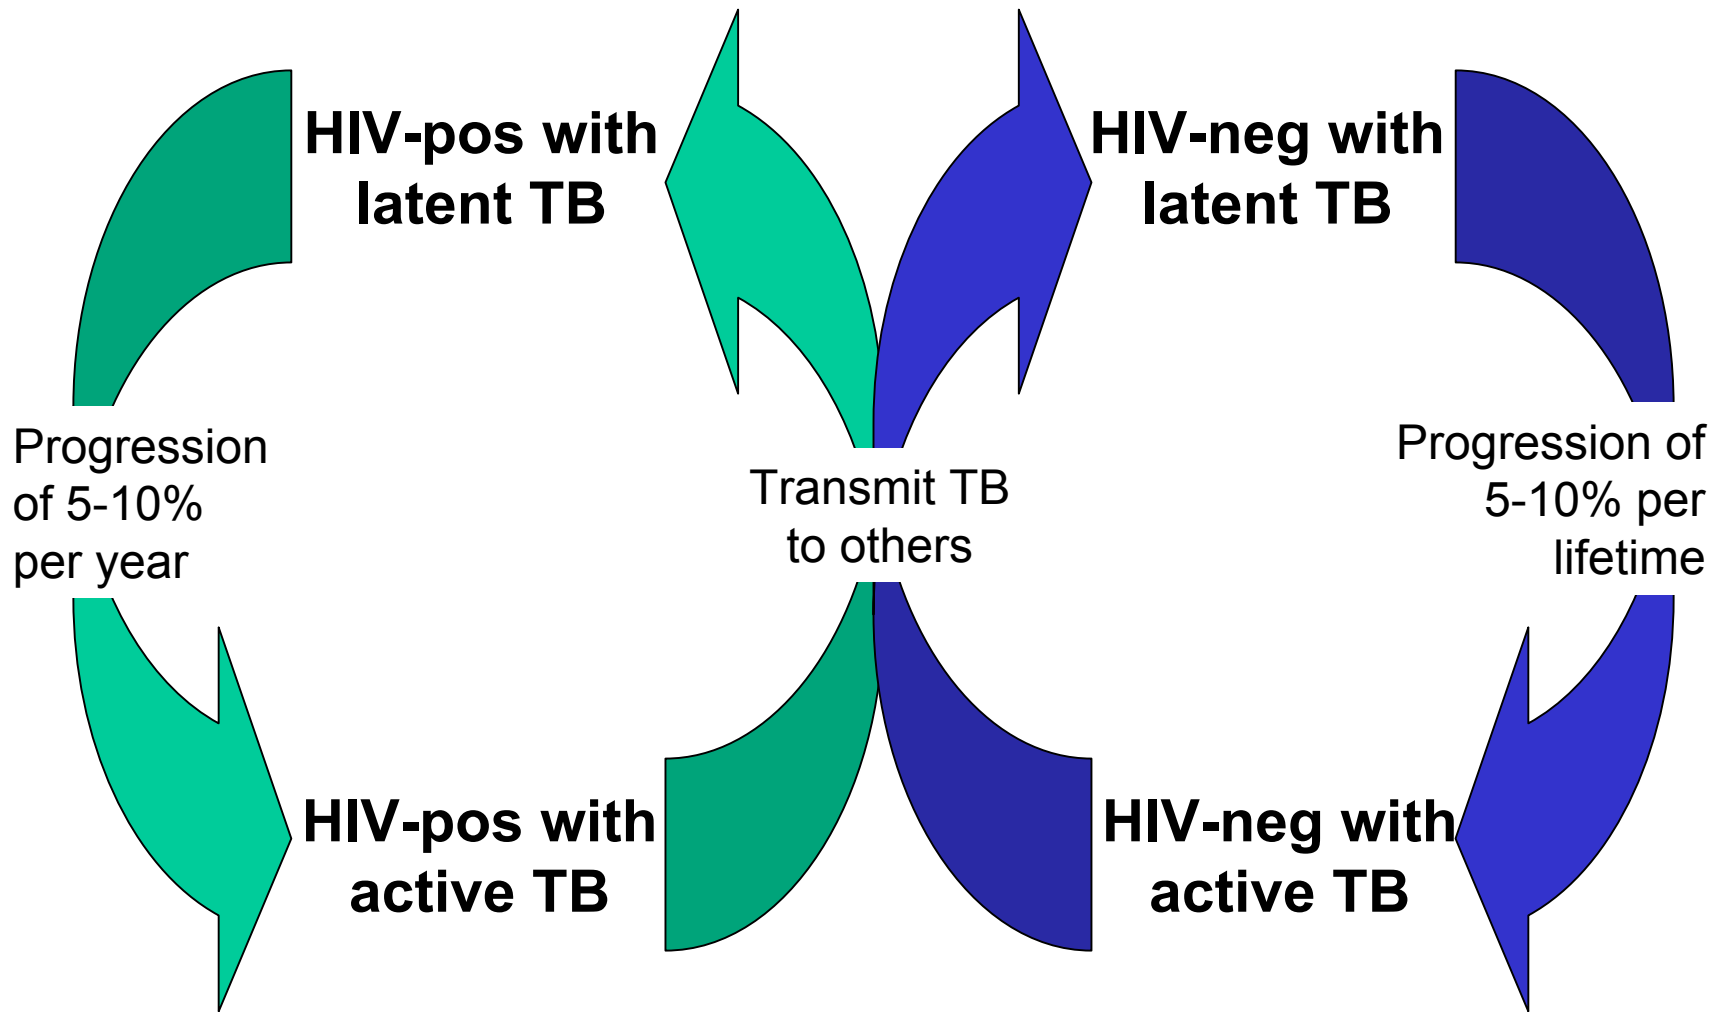 HIV-pos with
latent TB
HIV-neg with
latent TB
Progression
of 5-10%
per year
Transmit TB
to others
Progression of
5-10% per
lifetime
HIV-pos with
active TB
HIV-neg with
active TB